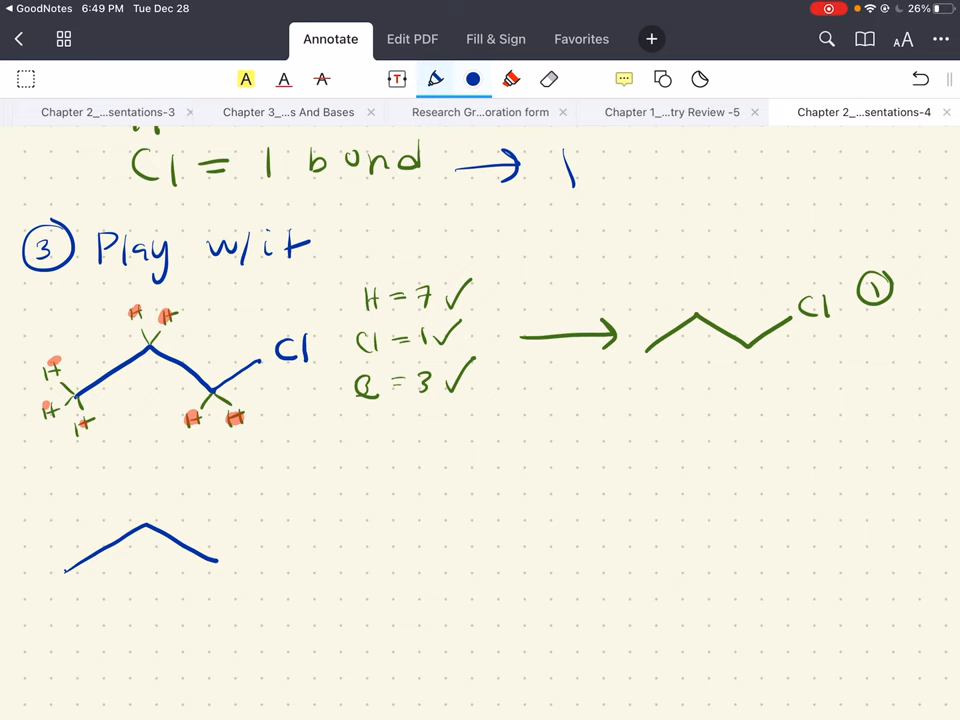 GoodNotes 6:49 PM Tue Dec 28 26%
Annotate Edit PDF Fill & Sign Favorites
A A A T AA
Chapter 2_...sentations-3 Chapter 3_...s And Bases Research Gr...oration form Chapter 1_...try Review -5 Chapter 2_...sentations-4
Cl = 1 bond → 1
3 Play w/it
H H
H = 7 ✓
Cl = 1 ✓
Cl
Cl 1
H
H
H
H H
= 3 ✓